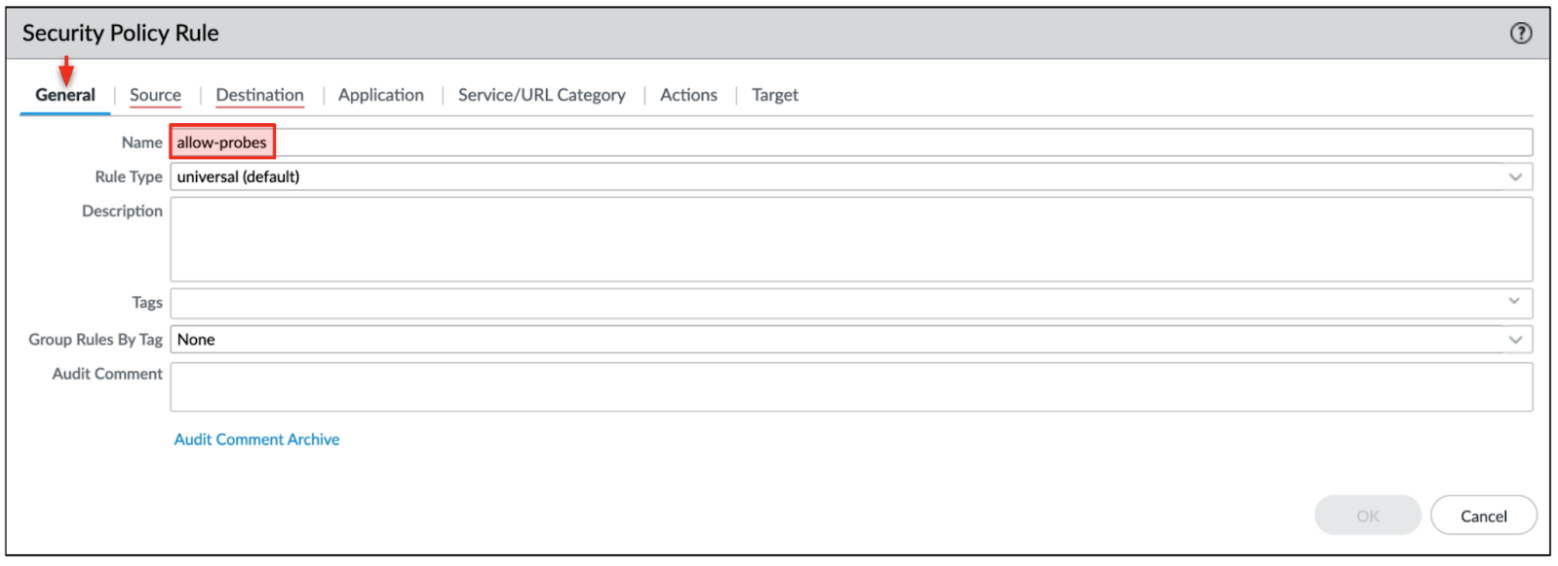 Security Policy Rule
General Source Destination Application Service/URL Category Actions Target
Name allow-probes
Rule Type universal (default)
Description
Tags
Group Rules By Tag None
Audit Comment
Audit Comment Archive
OK Cancel